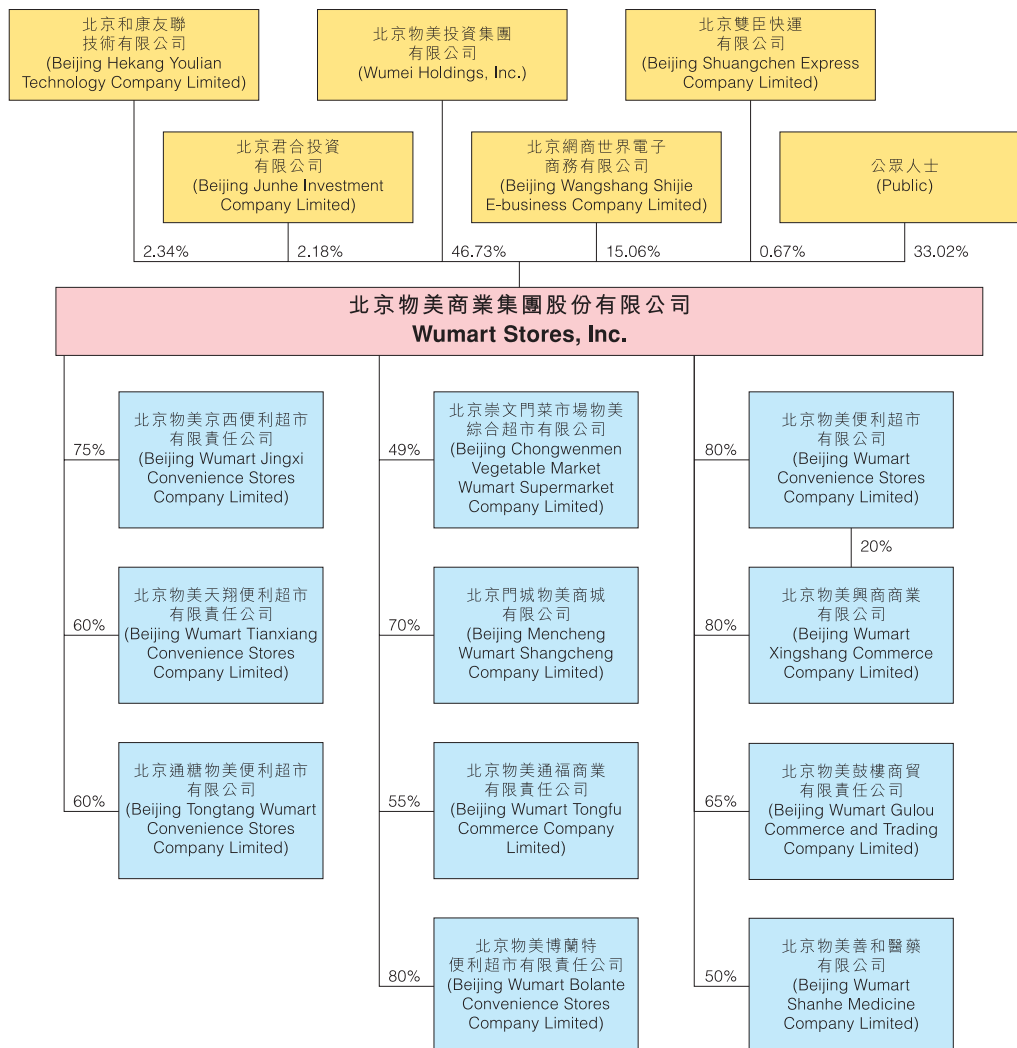 北京和康友聯
技術有限公司
(Beijing Hekang Youlian
Technology Company Limited)
北京物美投資集團
有限公司
(Wumei Holdings, Inc.)
北京雙臣快運
有限公司
(Beijing Shuangchen Express
Company Limited)
北京君合投資
有限公司
(Beijing Junhe Investment
Company Limited)
北京網商世界電子
商務有限公司
(Beijing Wangshang Shijie
E-business Company Limited)
公眾人士
(Public)
2.34%
2.18%
46.73%
15.06%
0.67%
33.02%
北京物美商業集團股份有限公司
Wumart Stores, Inc.
75%
北京物美京西便利超市
有限責任公司
(Beijing Wumart Jingxi
Convenience Stores
Company Limited)
49%
北京崇文門菜市場物美
綜合超市有限公司
(Beijing Chongwenmen
Vegetable Market
Wumart Supermarket
Company Limited)
80%
北京物美便利超市
有限公司
(Beijing Wumart
Convenience Stores
Company Limited)
20%
60%
北京物美天翔便利超市
有限責任公司
(Beijing Wumart Tianxiang
Convenience Stores
Company Limited)
70%
北京門城物美商城
有限公司
(Beijing Mencheng
Wumart Shangcheng
Company Limited)
80%
北京物美興商商業
有限公司
(Beijing Wumart
Xingshang Commerce
Company Limited)
60%
北京通糖物美便利超市
有限公司
(Beijing Tongtang Wumart
Convenience Stores
Company Limited)
55%
北京物美通福商業
有限責任公司
(Beijing Wumart Tongfu
Commerce Company
Limited)
65%
北京物美鼓樓商貿
有限責任公司
(Beijing Wumart Gulou
Commerce and Trading
Company Limited)
80%
北京物美博蘭特
便利超市有限責任公司
(Beijing Wumart Bolante
Convenience Stores
Company Limited)
50%
北京物美善和醫藥
有限公司
(Beijing Wumart
Shanhe Medicine
Company Limited)